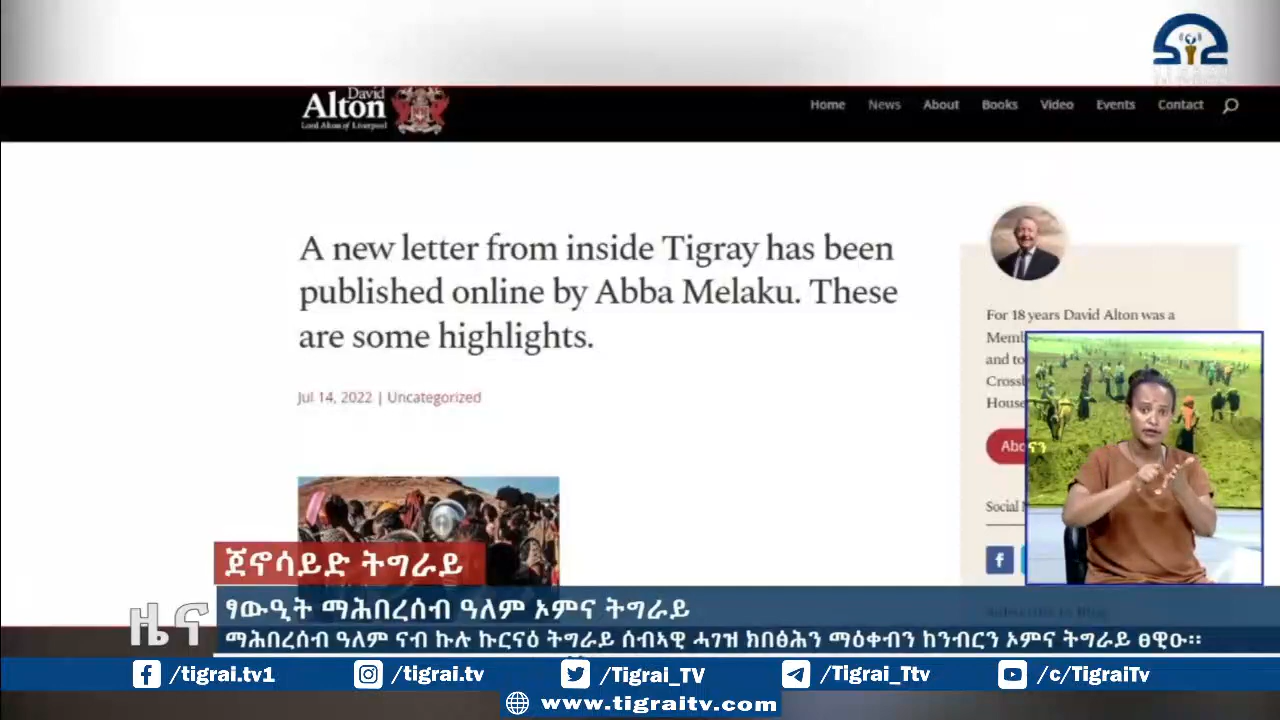 David
Alton
Lord Alton of Liverpool
Home News About Books Video Events Contact
A new letter from inside Tigray has been
published online by Abba Melaku. These
are some highlights.
Jul 14, 2022 | Uncategorized
For 18 years David Alton was a
and to
House
Social
ጀኖሳይድ ትግራይ
ዜና
ፃውዒት ማሕበረሰብ ዓለም ኦምና ትግራይ
ማሕበረሰብ ዓለም ናብ ኩሉ ኩርናዕ ትግራይ ሰብኣዊ ሓገዝ ክበፅሕን ማዕቀብን ከንብርን ኦምና ትግራይ ፀዊዑ።
/tigrai.tv1 /tigrai.tv /Tigrai_TV /Tigrai_Ttv /c/TigraiTv
www.tigraitv.com